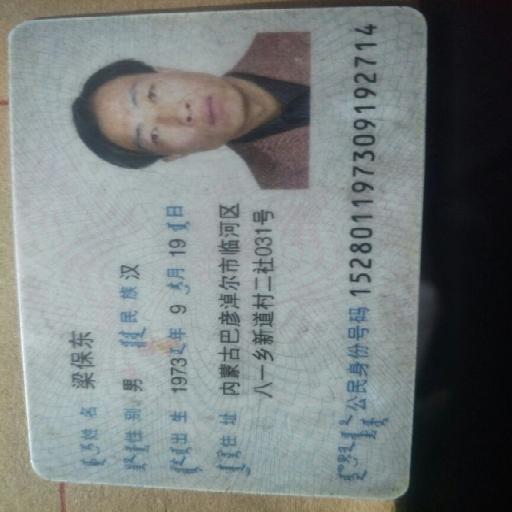 姓名 梁保东
性别 男 民族 汉
出生 1973年 9月 19日
住址 内蒙古巴彦淖尔市临河区
八一乡新道村二社031号
公民身份号码 152801197309192714